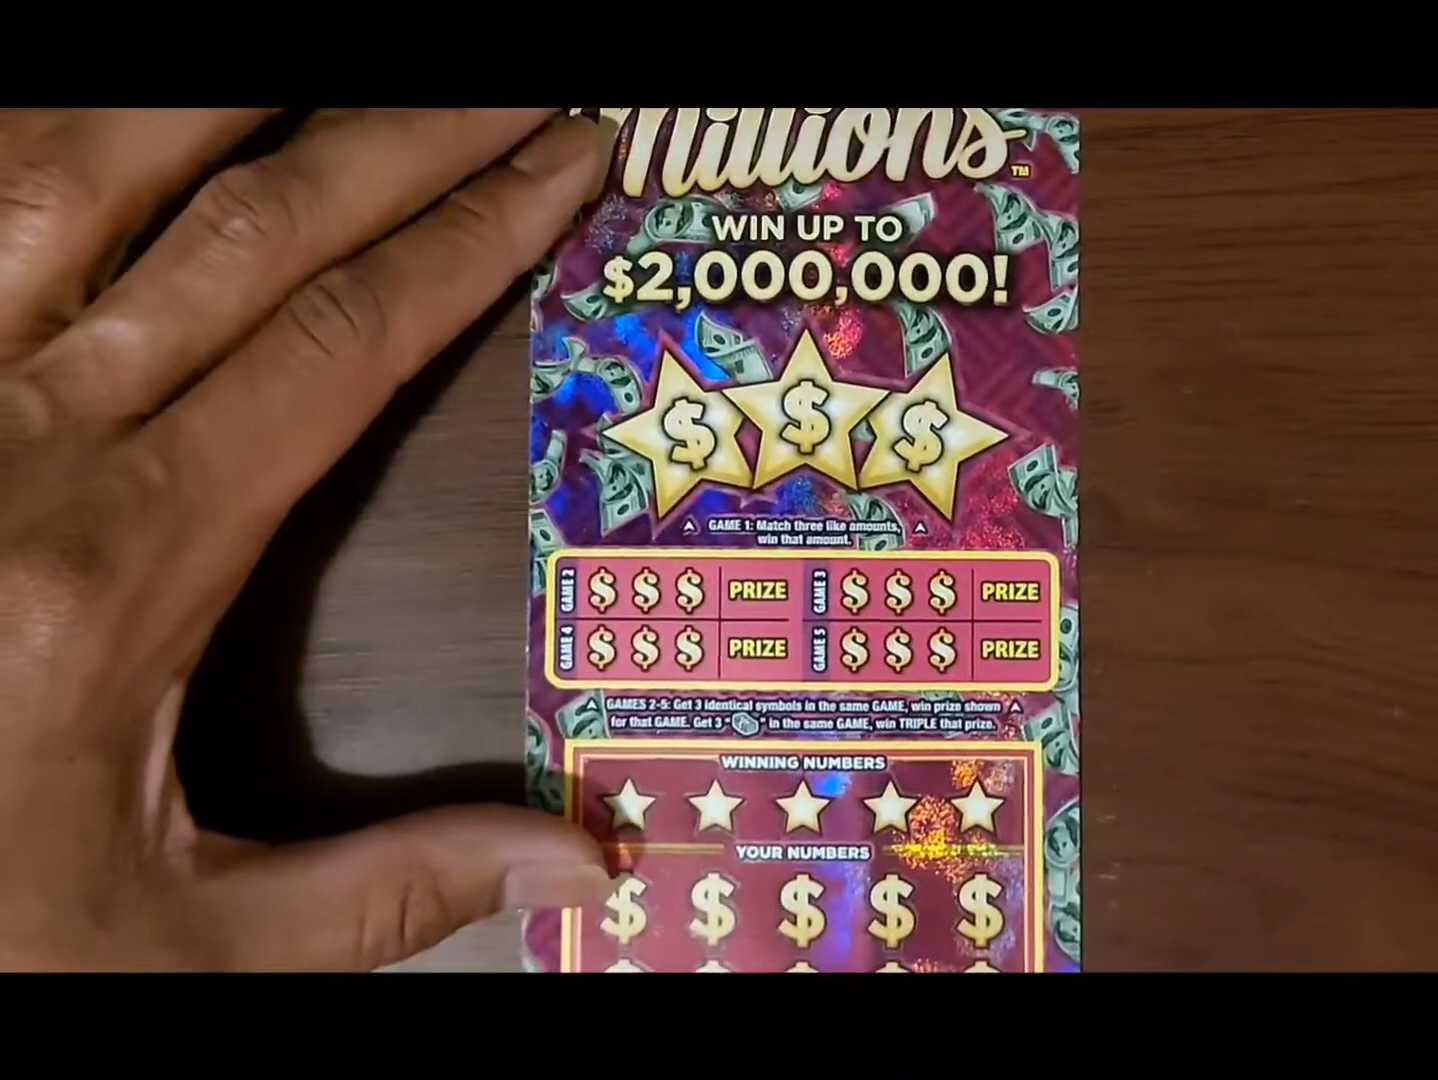 Millions™
WIN UP TO
$2,000,000!
$ $ $
GAME 1: Match three like amounts,
win that amount.
GAME 2 $ $ $ PRIZE GAME 3 $ $ $ PRIZE
GAME 4 $ $ $ PRIZE GAME 5 $ $ $ PRIZE
GAMES 2-5: Get 3 identical symbols in the same GAME, win prize shown
for that GAME. Get 3 " " in the same GAME, win TRIPLE that prize.
WINNING NUMBERS
YOUR NUMBERS
$ $ $ $ $